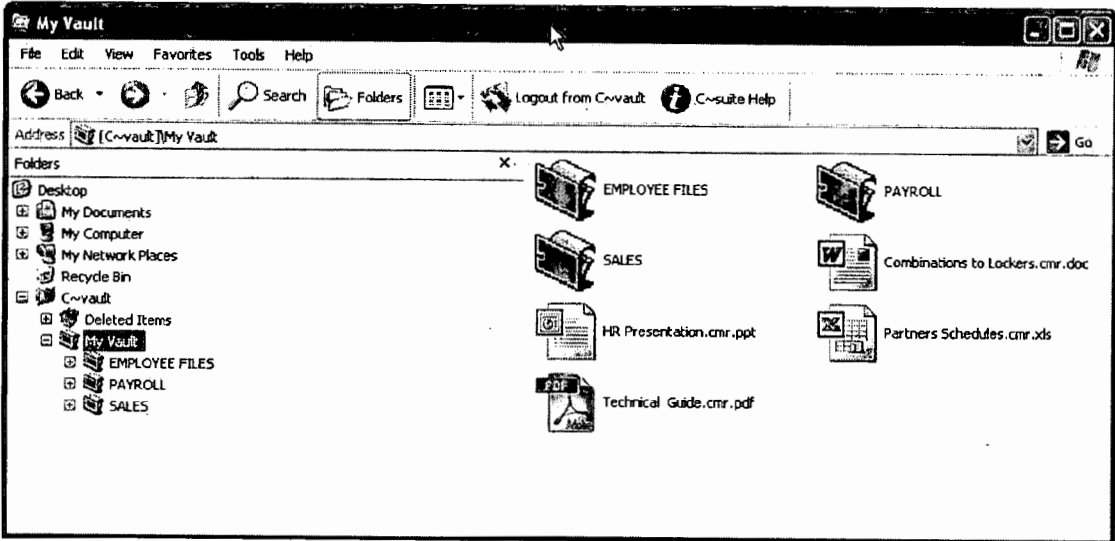 My Vault
File Edit View Favorites Tools Help
Back Search Folders Logout from C~vault C~suite Help
Address [C~vault]\My Vault Go
Folders X
Desktop
My Documents
My Computer
My Network Places
Recycle Bin
C~vault
Deleted Items
My Vault
EMPLOYEE FILES
PAYROLL
SALES
EMPLOYEE FILES
PAYROLL
SALES
W
Combinations to Lockers.cmr.doc
HR Presentation.cmr.ppt
X
Partners Schedules.cmr.xls
PDF
Technical Guide.cmr.pdf